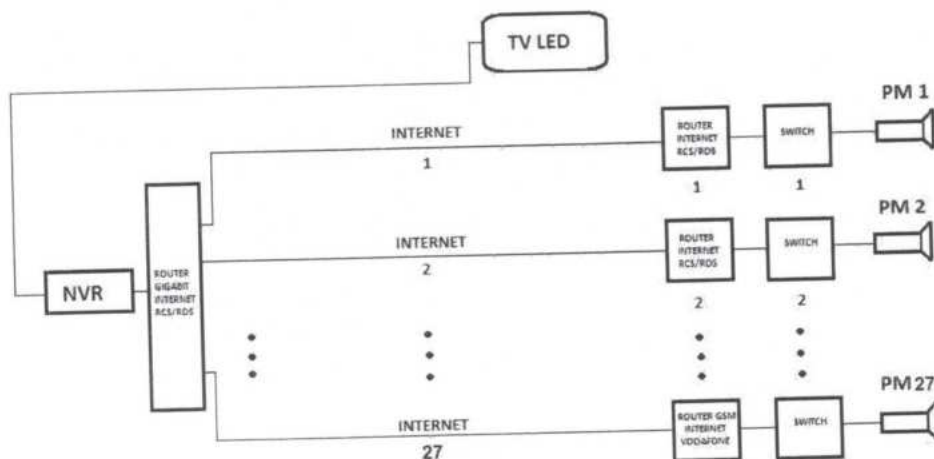 TV LED
PM 1
INTERNET
1
ROUTER
INTERNET
RCS/RDS
1
SWITCH
1
PM 2
INTERNET
2
ROUTER
INTERNET
RCS/RDS
2
SWITCH
2
NVR
ROUTER
GIGABIT
INTERNET
RCS/RDS
PM 27
INTERNET
27
ROUTER GSM
INTERNET
VODAFONE
SWITCH